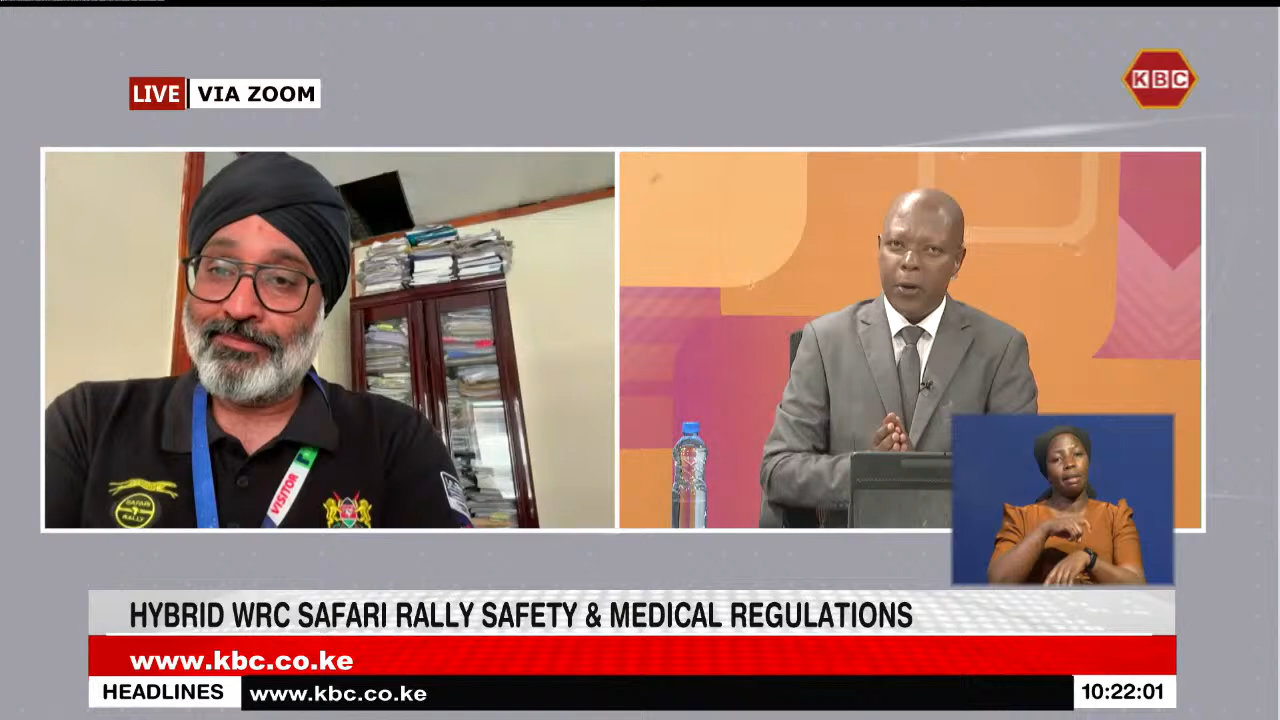 LIVE VIA ZOOM
KBC
VISITOR
SAFARI
RALLY
HYBRID WRC SAFARI RALLY SAFETY & MEDICAL REGULATIONS
www.kbc.co.ke
HEADLINES www.kbc.co.ke 10:22:01